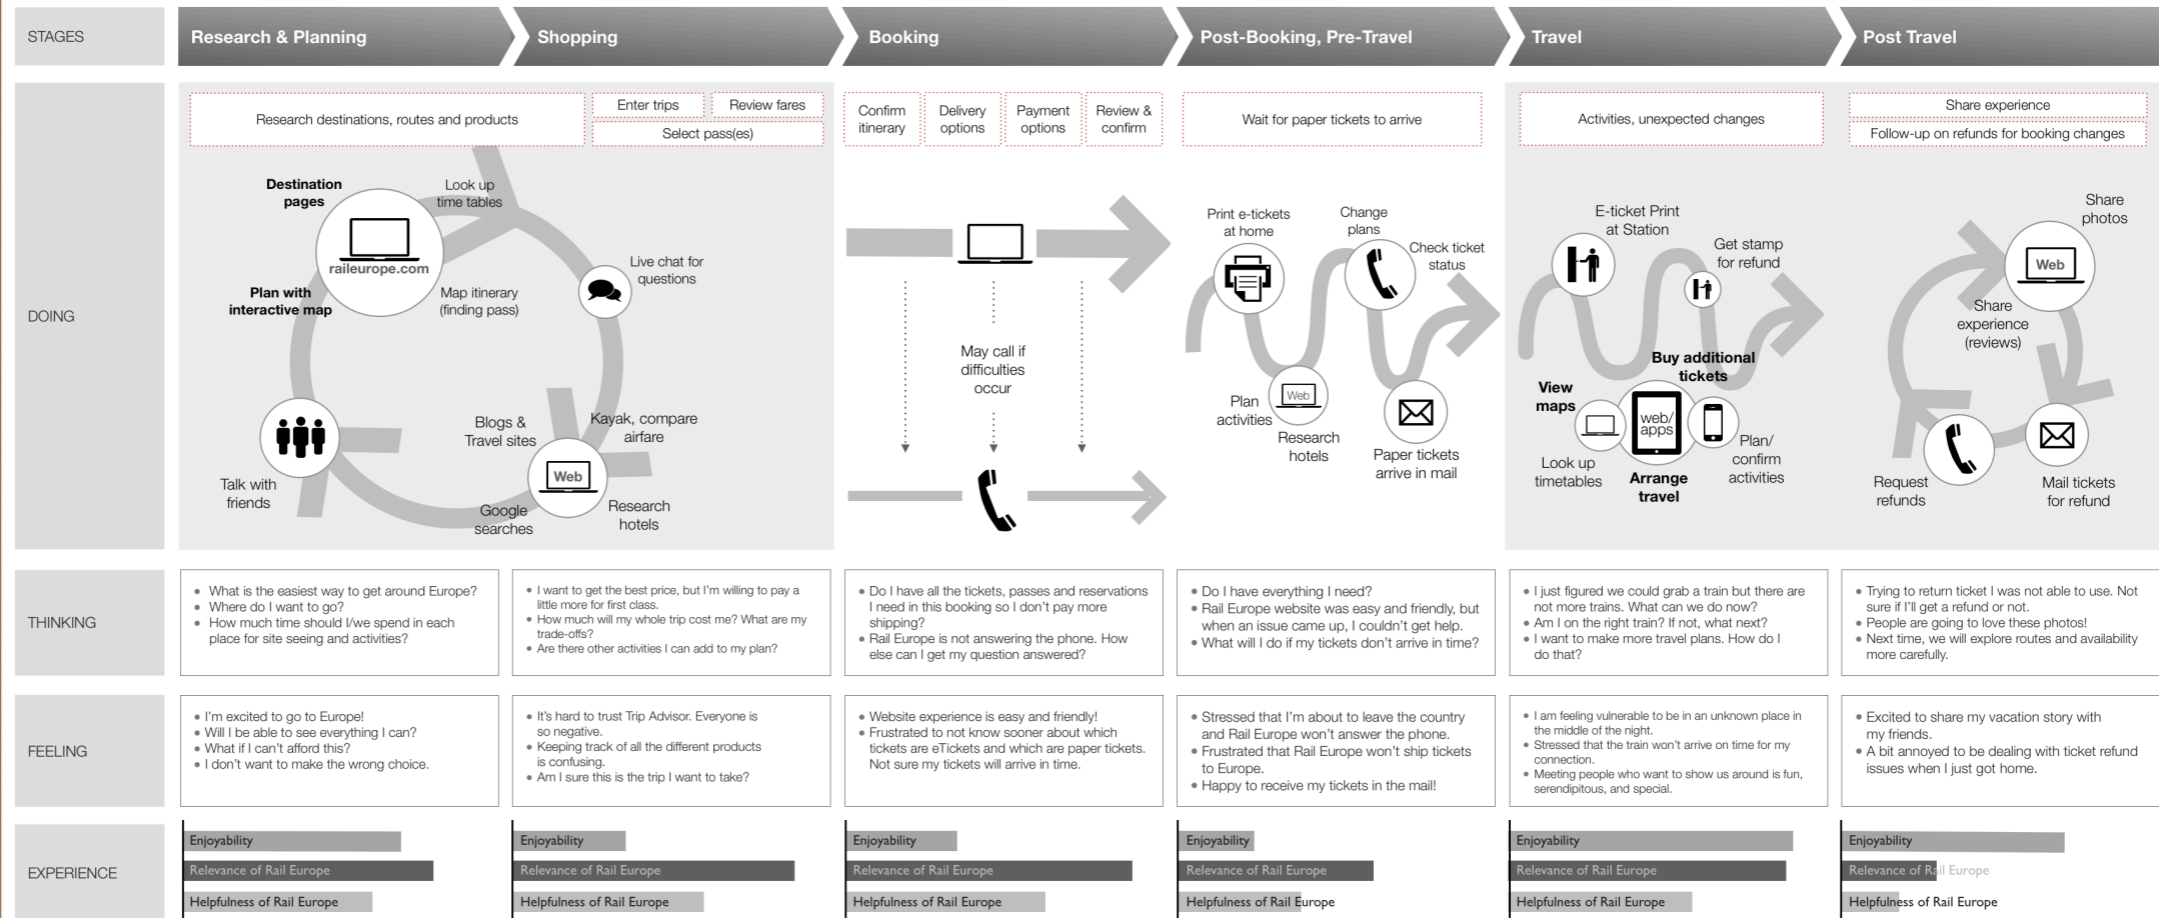 STAGES
Research & Planning
Shopping
Booking
Post-Booking, Pre-Travel
Travel
Post Travel
DOING
Research destinations, routes and products
Enter trips
Review fares
Select pass(es)
Destination
pages
Look up
time tables
raileurope.com
Plan with
interactive map
Map itinerary
(finding pass)
Live chat for
questions
Talk with
friends
Blogs &
Travel sites
Kayak, compare
airfare
Web
Google
searches
Research
hotels
Confirm
itinerary
Delivery
options
Payment
options
Review &
confirm
May call if
difficulties
occur
Wait for paper tickets to arrive
Print e-tickets
at home
Change
plans
Check ticket
status
Plan
activities
Web
Research
hotels
Paper tickets
arrive in mail
Activities, unexpected changes
E-ticket Print
at Station
Get stamp
for refund
Buy additional
tickets
View
maps
web/
apps
Look up
timetables
Arrange
travel
Plan/
confirm
activities
Share experience
Follow-up on refunds for booking changes
Share
photos
Web
Share
experience
(reviews)
Request
refunds
Mail tickets
for refund
THINKING
• What is the easiest way to get around Europe?
• Where do I want to go?
• How much time should I/we spend in each
place for site seeing and activities?
• I want to get the best price, but I'm willing to pay a
little more for first class.
• How much will my whole trip cost me? What are my
trade-offs?
• Are there other activities I can add to my plan?
• Do I have all the tickets, passes and reservations
I need in this booking so I don't pay more
shipping?
• Rail Europe is not answering the phone. How
else can I get my question answered?
• Do I have everything I need?
• Rail Europe website was easy and friendly, but
when an issue came up, I couldn't get help.
• What will I do if my tickets don't arrive in time?
• I just figured we could grab a train but there are
not more trains. What can we do now?
• Am I on the right train? If not, what next?
• I want to make more travel plans. How do I
do that?
• Trying to return ticket I was not able to use. Not
sure if I'll get a refund or not.
• People are going to love these photos!
• Next time, we will explore routes and availability
more carefully.
FEELING
• I'm excited to go to Europe!
• Will I be able to see everything I can?
• What if I can't afford this?
• I don't want to make the wrong choice.
• It's hard to trust Trip Advisor. Everyone is
so negative.
• Keeping track of all the different products
is confusing.
• Am I sure this is the trip I want to take?
• Website experience is easy and friendly!
• Frustrated to not know sooner about which
tickets are eTickets and which are paper tickets.
Not sure my tickets will arrive in time.
• Stressed that I'm about to leave the country
and Rail Europe won't answer the phone.
• Frustrated that Rail Europe won't ship tickets
to Europe.
• Happy to receive my tickets in the mail!
• I am feeling vulnerable to be in an unknown place in
the middle of the night.
• Stressed that the train won't arrive on time for my
connection.
• Meeting people who want to show us around is fun,
serendipitous, and special.
• Excited to share my vacation story with
my friends.
• A bit annoyed to be dealing with ticket refund
issues when I just got home.
EXPERIENCE
Enjoyability
Relevance of Rail Europe
Helpfulness of Rail Europe
Enjoyability
Relevance of Rail Europe
Helpfulness of Rail Europe
Enjoyability
Relevance of Rail Europe
Helpfulness of Rail Europe
Enjoyability
Relevance of Rail Europe
Helpfulness of Rail Europe
Enjoyability
Relevance of Rail Europe
Helpfulness of Rail Europe
Enjoyability
Relevance of Rail Europe
Helpfulness of Rail Europe